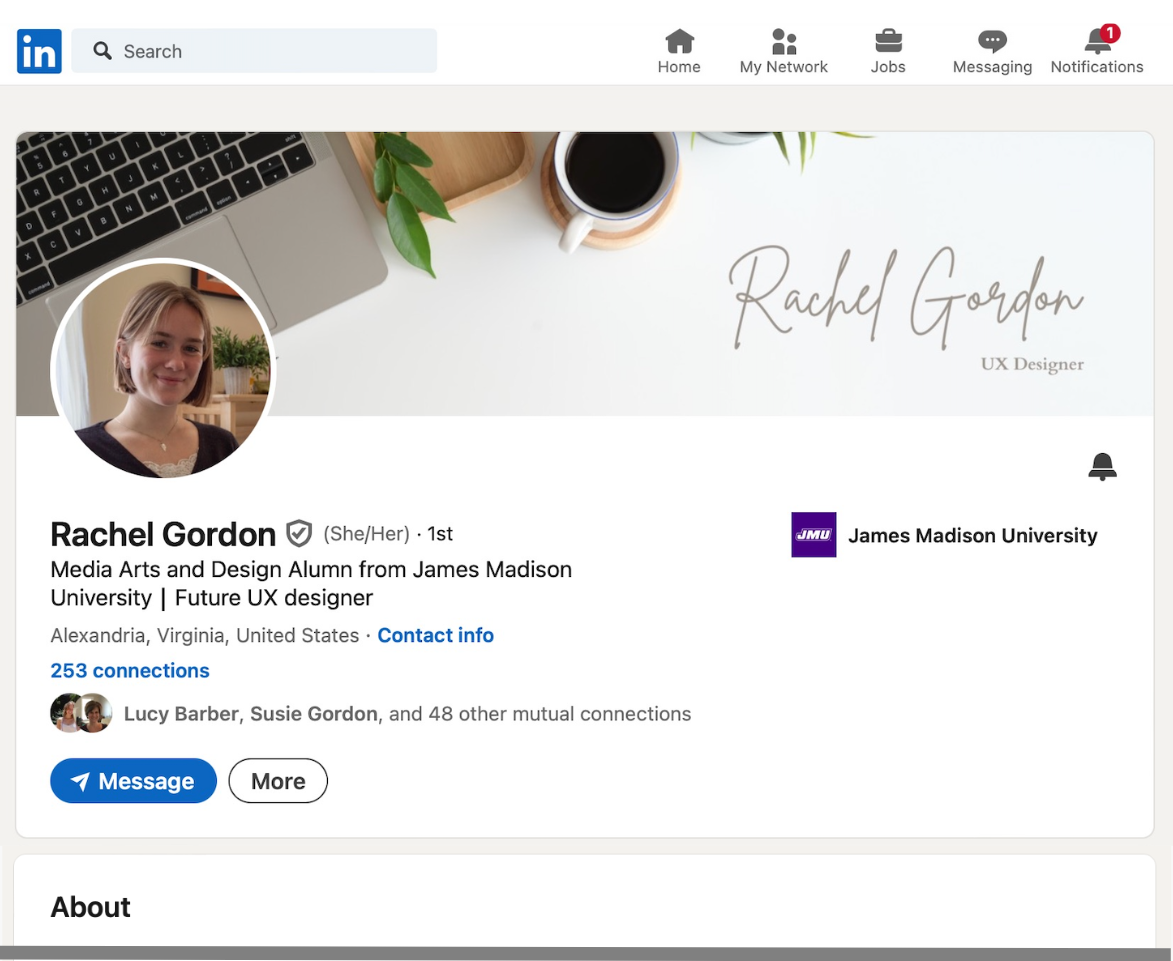 in
Search
Home
My Network
Jobs
Messaging
1
Notifications
Rachel Gordon
UX Designer
Rachel Gordon (She/Her) · 1st
JMU James Madison University
Media Arts and Design Alumn from James Madison
University | Future UX designer
Alexandria, Virginia, United States · Contact info
253 connections
Lucy Barber, Susie Gordon, and 48 other mutual connections
Message
More
About